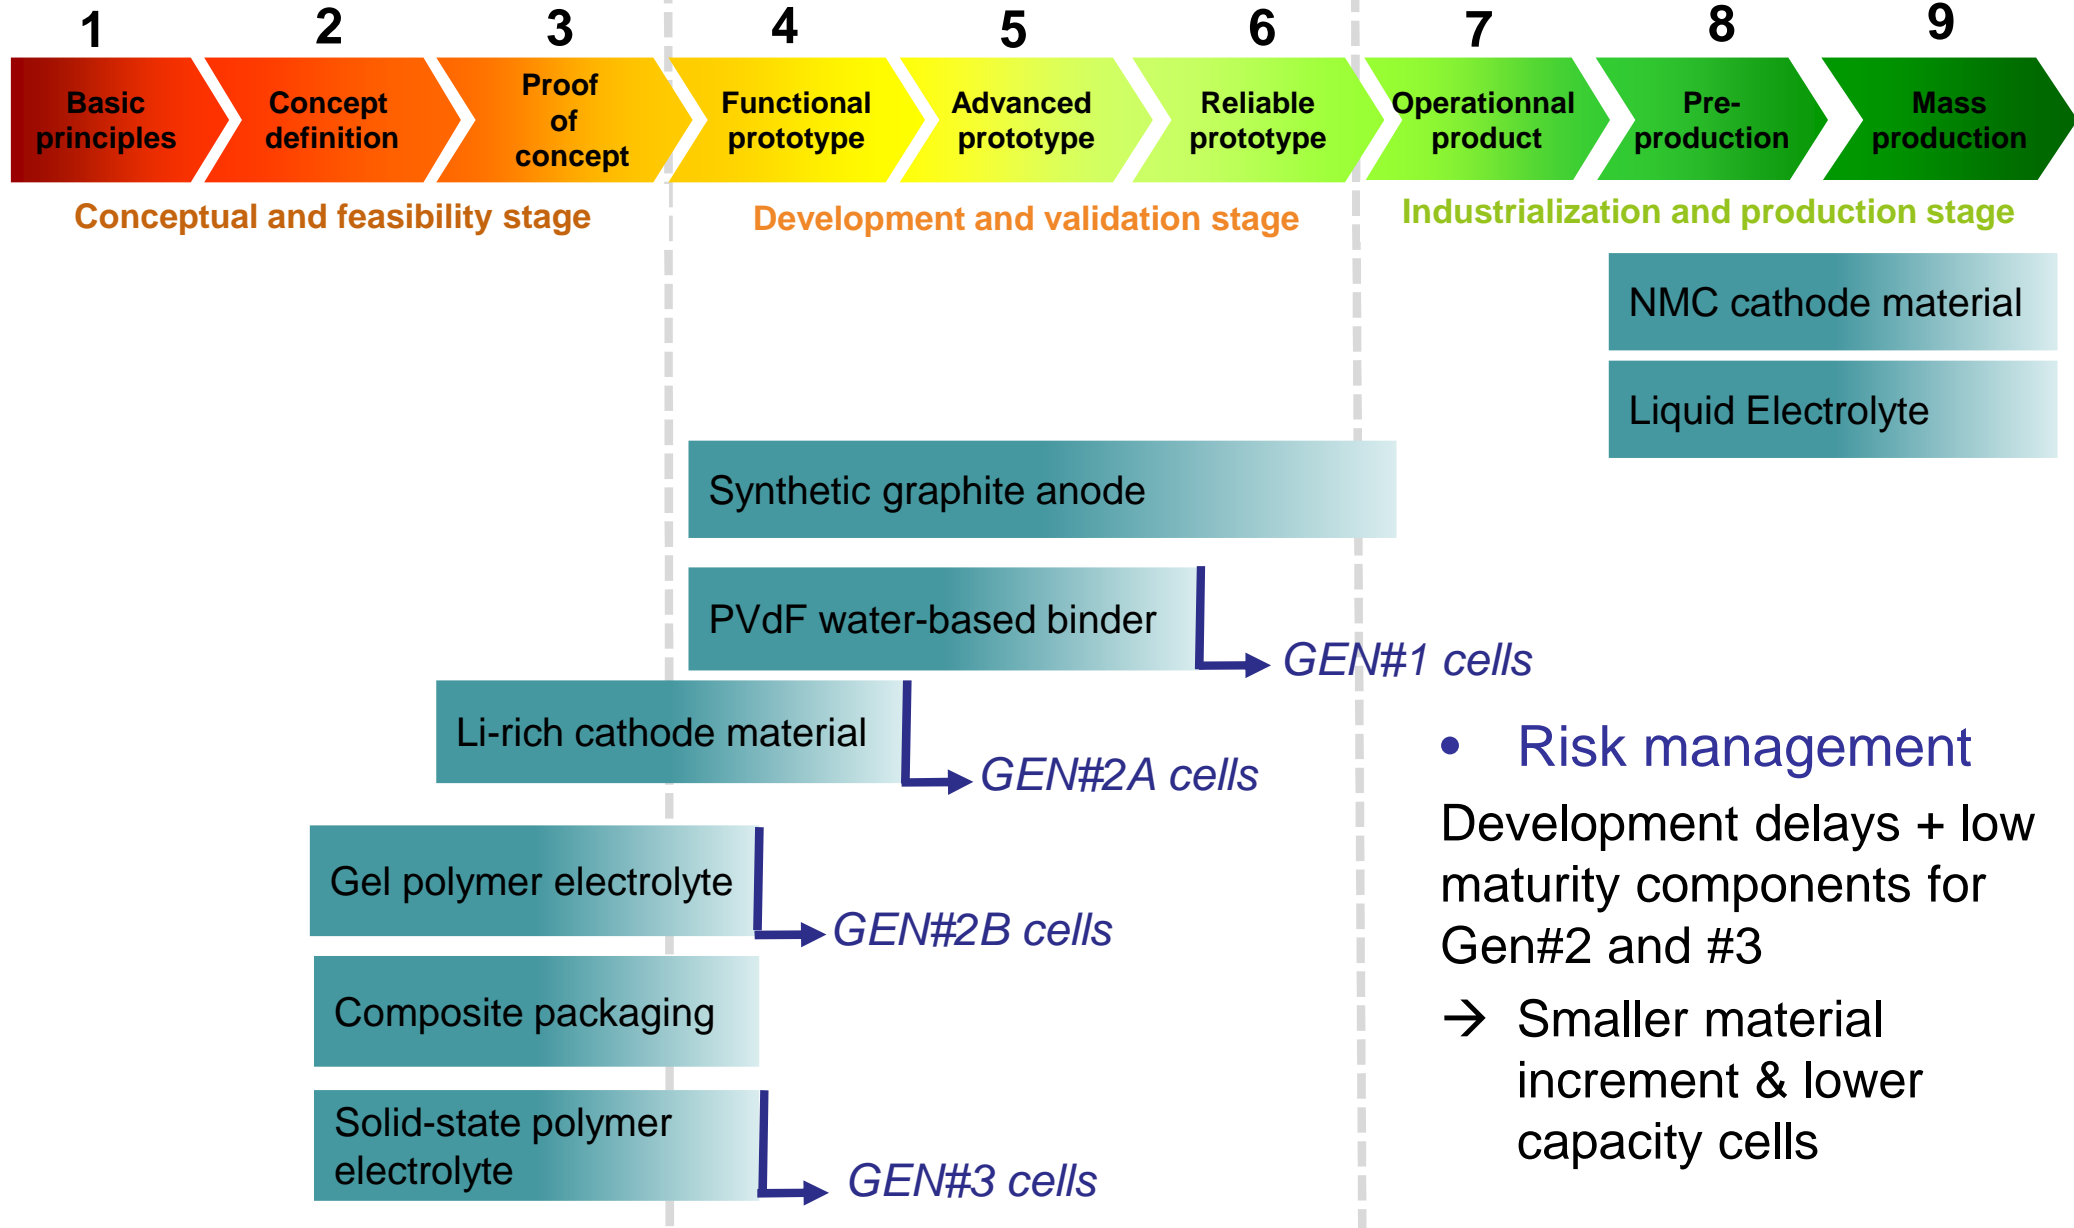 1 2 3 4 5 6 7 8 9
Basic
principles
Concept
definition
Proof
of
concept
Functional
prototype
Advanced
prototype
Reliable
prototype
Operationnal
product
Pre-
production
Mass
production
Conceptual and feasibility stage
Development and validation stage
Industrialization and production stage
NMC cathode material
Liquid Electrolyte
Synthetic graphite anode
PVdF water-based binder
GEN#1 cells
Li-rich cathode material
GEN#2A cells
Gel polymer electrolyte
GEN#2B cells
Composite packaging
Solid-state polymer
electrolyte
GEN#3 cells
• Risk management
Development delays + low
maturity components for
Gen#2 and #3
→ Smaller material
increment & lower
capacity cells